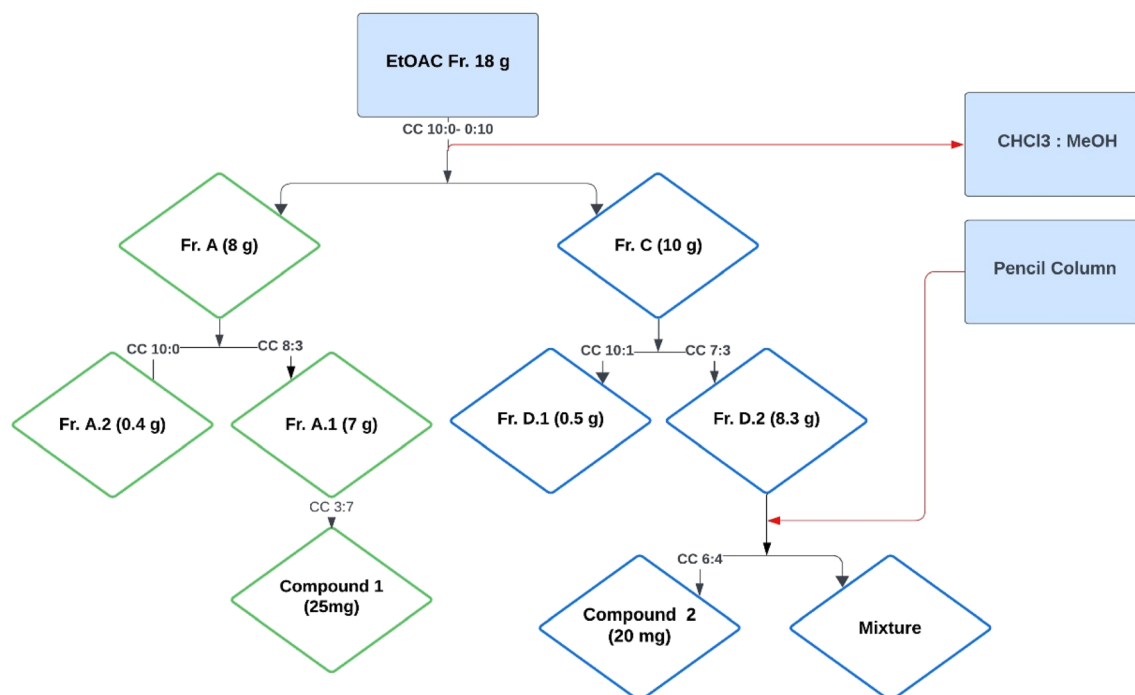 EtOAC Fr. 18 g
CC 10:0- 0:10
CHCl3 : MeOH
Fr. A (8 g)
Fr. C (10 g)
Pencil Column
CC 10:0
CC 8:3
CC 10:1
CC 7:3
Fr. A.2 (0.4 g)
Fr. A.1 (7 g)
Fr. D.1 (0.5 g)
Fr. D.2 (8.3 g)
CC 3:7
CC 6:4
Compound 1
(25mg)
Compound 2
(20 mg)
Mixture